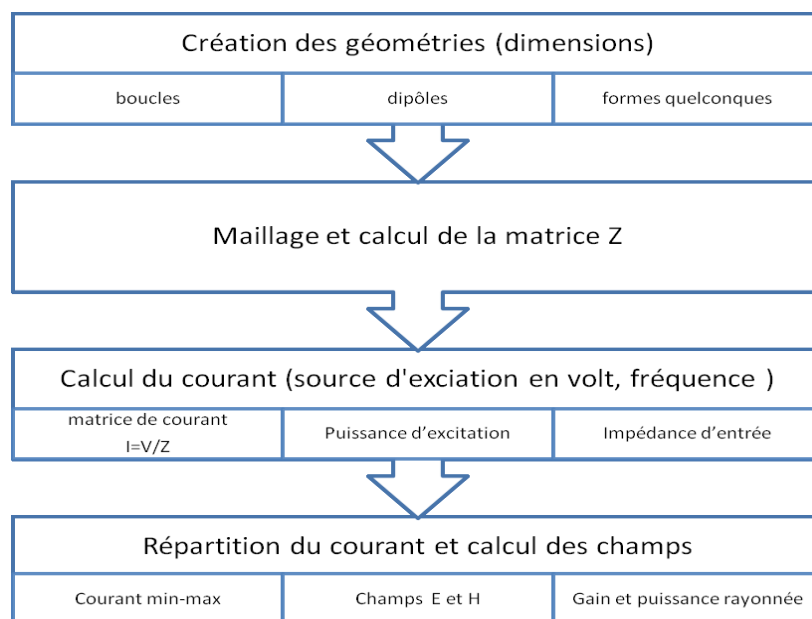 Création des géométries (dimensions)
boucles
dipôles
formes quelconques
Maillage et calcul de la matrice Z
Calcul du courant (source d'exciation en volt, fréquence )
matrice de courant
I=V/Z
Puissance d'excitation
Impédance d'entrée
Répartition du courant et calcul des champs
Courant min-max
Champs E et H
Gain et puissance rayonnée